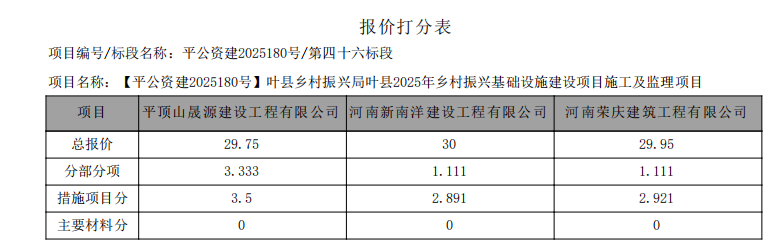 报价打分表
项目编号/标段名称：平公资建2025180号/第四十六标段
项目名称：【平公资建2025180号】叶县乡村振兴局叶县2025年乡村振兴基础设施建设项目施工及监理项目
项目 平顶山晟源建设工程有限公司 河南新南洋建设工程有限公司 河南荣庆建筑工程有限公司
总报价 29.75 30 29.95
分部分项 3.333 1.111 1.111
措施项目分 3.5 2.891 2.921
主要材料分 0 0 0